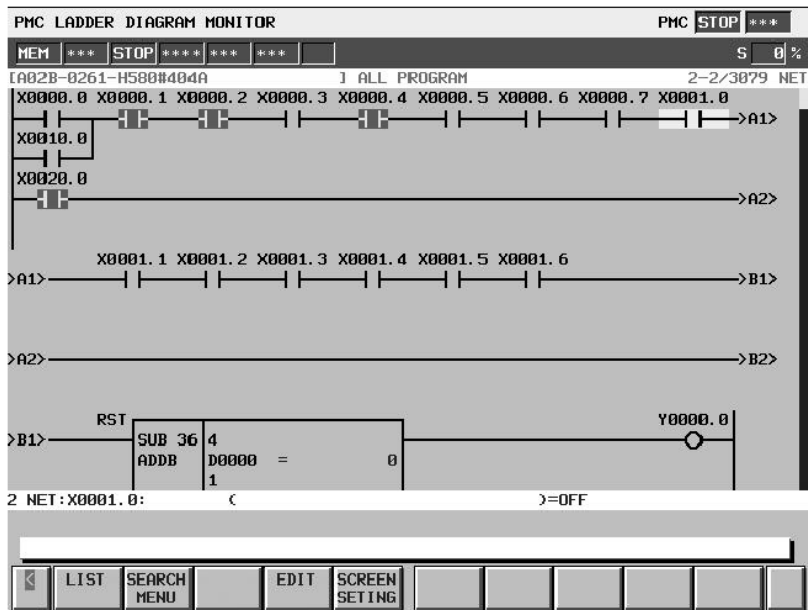 PMC LADDER DIAGRAM MONITOR PMC STOP ***
MEM *** STOP **** *** *** S 0 %
[A02B-0261-H580#404A ] ALL PROGRAM 2-2/3079 NET
X0000.0 X0000.1 X0000.2 X0000.3 X0000.4 X0000.5 X0000.6 X0000.7 X0001.0
>A1>
X0010.0
X0020.0
>A2>
X0001.1 X0001.2 X0001.3 X0001.4 X0001.5 X0001.6
>A1> >B1>
>A2> >B2>
RST Y0000.0
>B1> SUB 36 4
ADDB D0000 = 0
1
2 NET:X0001.0: ( )=OFF
< LIST SEARCH MENU EDIT SCREEN SETING